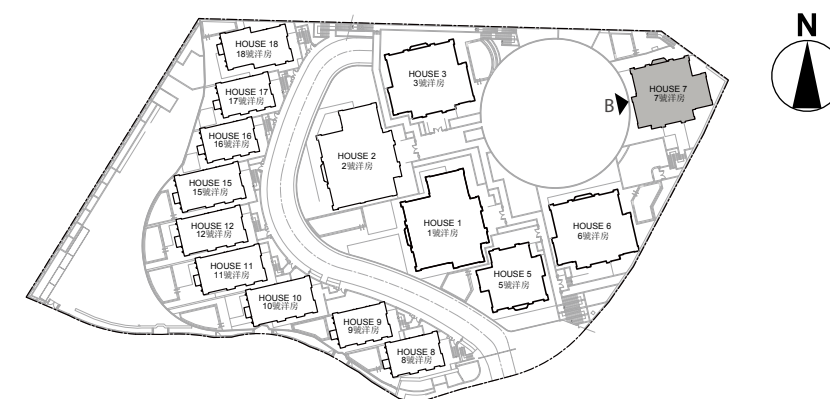 N
HOUSE 18
18號洋房
HOUSE 17
17號洋房
HOUSE 16
16號洋房
HOUSE 15
15號洋房
HOUSE 12
12號洋房
HOUSE 11
11號洋房
HOUSE 10
10號洋房
HOUSE 9
9號洋房
HOUSE 8
8號洋房
HOUSE 3
3號洋房
HOUSE 2
2號洋房
HOUSE 1
1號洋房
HOUSE 5
5號洋房
HOUSE 6
6號洋房
HOUSE 7
7號洋房
B